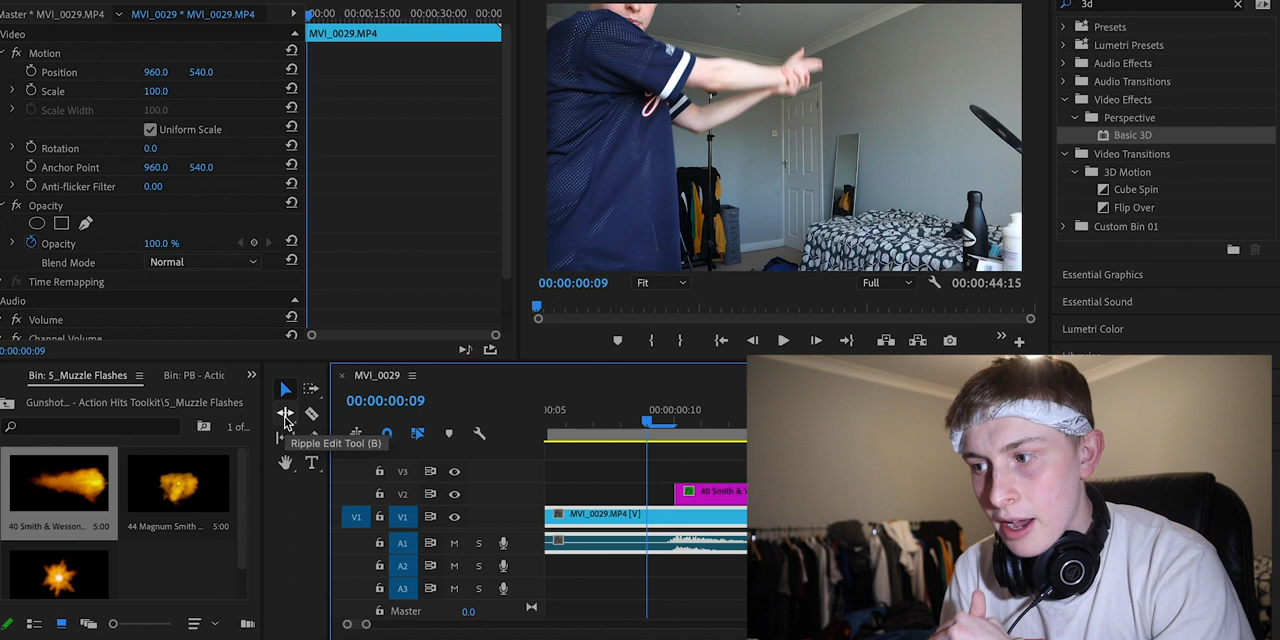 Master * MVI_0029.MP4
MVI_0029 * MVI_0029.MP4
00:00
00:00:15:00
00:00:30:00
00:00
Video
MVI_0029.MP4
fx Motion
Position 960.0 540.0
Scale 100.0
Scale Width 100.0
Uniform Scale
Rotation 0.0
Anchor Point 960.0 540.0
Anti-flicker Filter 0.00
fx Opacity
Opacity 100.0 %
Blend Mode Normal
fx Time Remapping
Audio
fx Volume
fx Channel Volume
0:00:00:09
00:00:00:09
Fit
Full
00:00:44:15
3d
Presets
Lumetri Presets
Audio Effects
Audio Transitions
Video Effects
Perspective
Basic 3D
Video Transitions
3D Motion
Cube Spin
Flip Over
Custom Bin 01
Essential Graphics
Essential Sound
Lumetri Color
Bin: 5_Muzzle Flashes
Bin: PB - Actic
Gunshot... - Action Hits Toolkit\5_Muzzle Flashes
1 of...
40 Smith & Wesson... 5:00
44 Magnum Smith ... 5:00
Ripple Edit Tool (B)
T
× MVI_0029
00:00:00:09
00:05
00:00:00:10
V3
V2
40 Smith & W
V1 V1
fx MVI_0029.MP4 [V]
A1 M S
A2 M S
A3 M S
Master 0.0